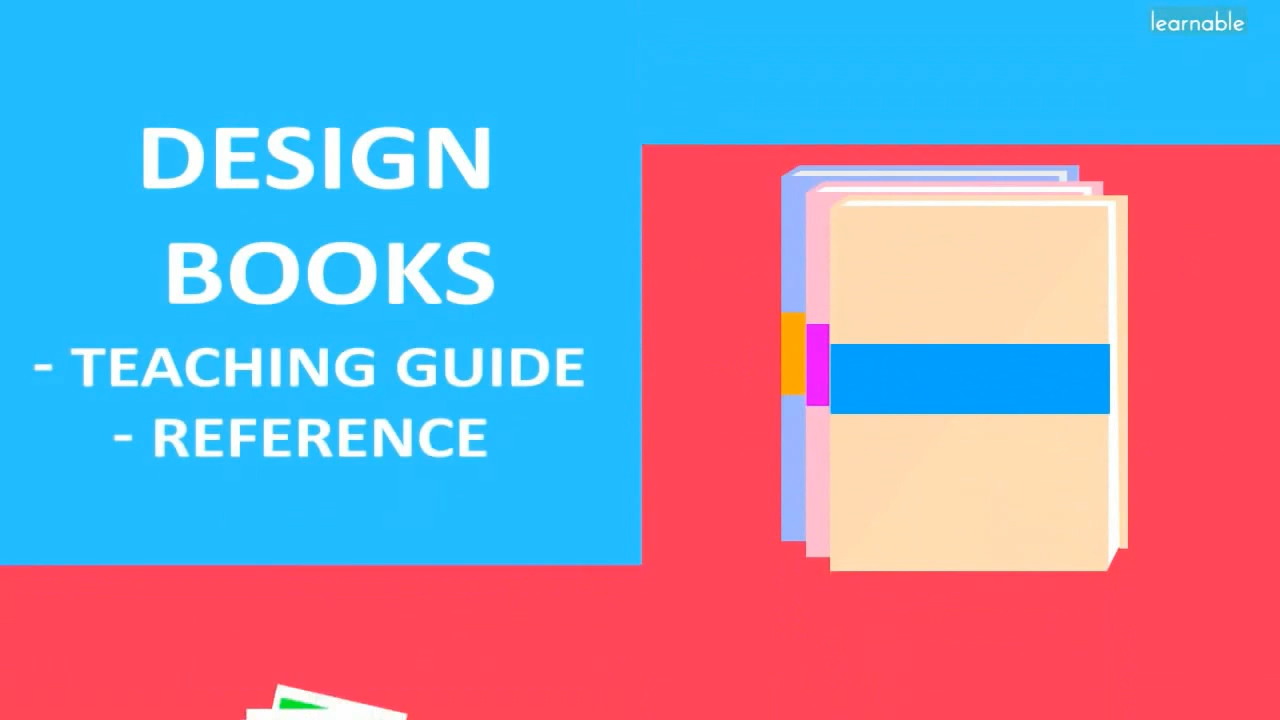 learnable
DESIGN
BOOKS
- TEACHING GUIDE
- REFERENCE